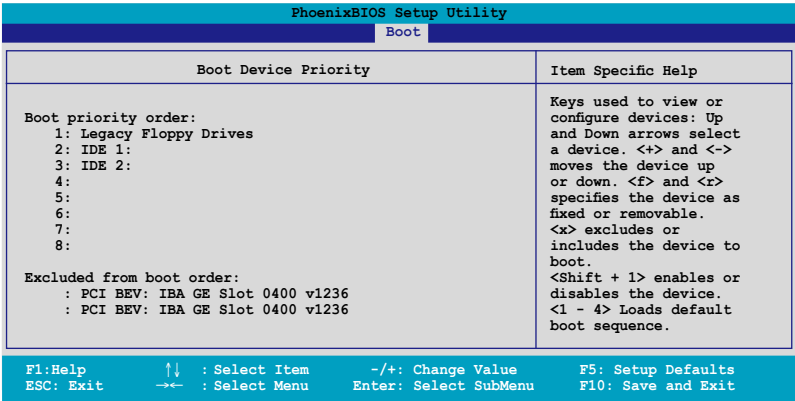 PhoenixBIOS Setup Utility
Boot
Boot Device Priority
Boot priority order:
1: Legacy Floppy Drives
2: IDE 1:
3: IDE 2:
4:
5:
6:
7:
8:
Excluded from boot order:
: PCI BEV: IBA GE Slot 0400 v1236
: PCI BEV: IBA GE Slot 0400 v1236
Item Specific Help
Keys used to view or
configure devices: Up
and Down arrows select
a device. <+> and <->
moves the device up
or down. <f> and <r>
specifies the device as
fixed or removable.
<x> excludes or
includes the device to
boot.
<Shift + 1> enables or
disables the device.
<1 - 4> Loads default
boot sequence.
F1:Help ↑↓ : Select Item -/+: Change Value F5: Setup Defaults
ESC: Exit →← : Select Menu Enter: Select SubMenu F10: Save and Exit